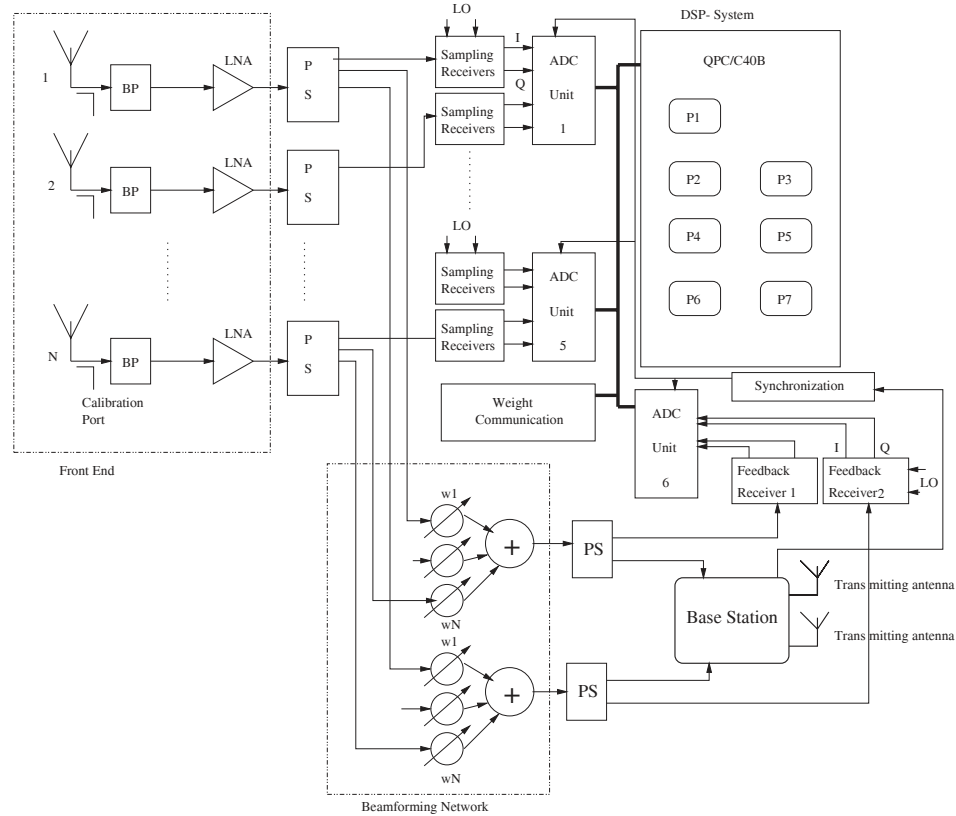 LO
DSP- System
I
Sampling
Receivers
Q
ADC
Unit
1
QPC/C40B
LNA
P
S
1
BP
Sampling
Receivers
P1
LNA
P
S
2
BP
P2
P3
LO
P4
P5
Sampling
Receivers
ADC
Unit
5
P6
P7
LNA
P
S
N
BP
Sampling
Receivers
Calibration
Port
Synchronization
Weight
Communication
ADC
Unit
6
I
Q
Front End
Feedback
Receiver 1
Feedback
Receiver2
LO
w1
+
PS
wN
Trans mitting antenna
Base Station
Trans mitting antenna
w1
+
PS
wN
Beamforming Network